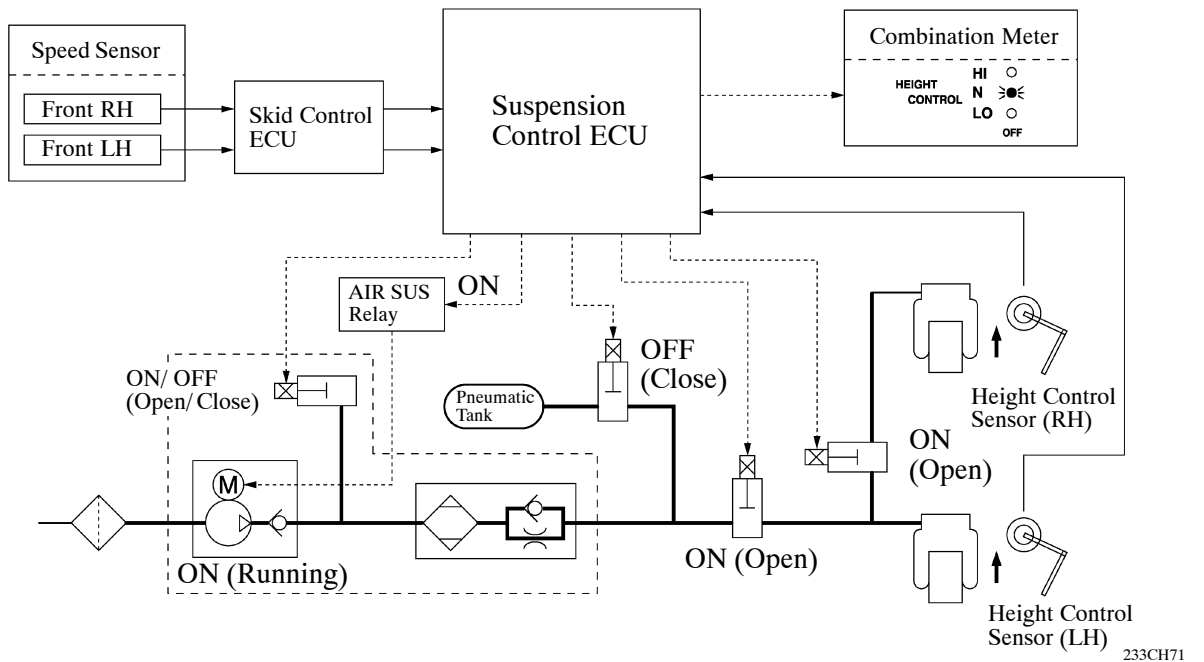 Speed Sensor
Front RH
Front LH
Skid Control
ECU
Suspension
Control ECU
Combination Meter
HEIGHT
CONTROL
HI
N
LO
OFF
AIR SUS
Relay
ON
ON/ OFF
(Open/ Close)
Pneumatic
Tank
OFF
(Close)
Height Control
Sensor (RH)
ON
(Open)
M
ON (Running)
ON (Open)
Height Control
Sensor (LH)
233CH71